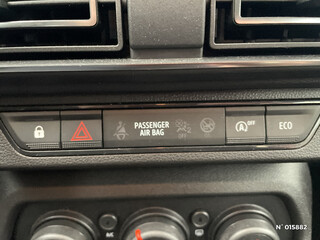 PASSENGER
AIR BAG
A OFF
ECO
N° 015882